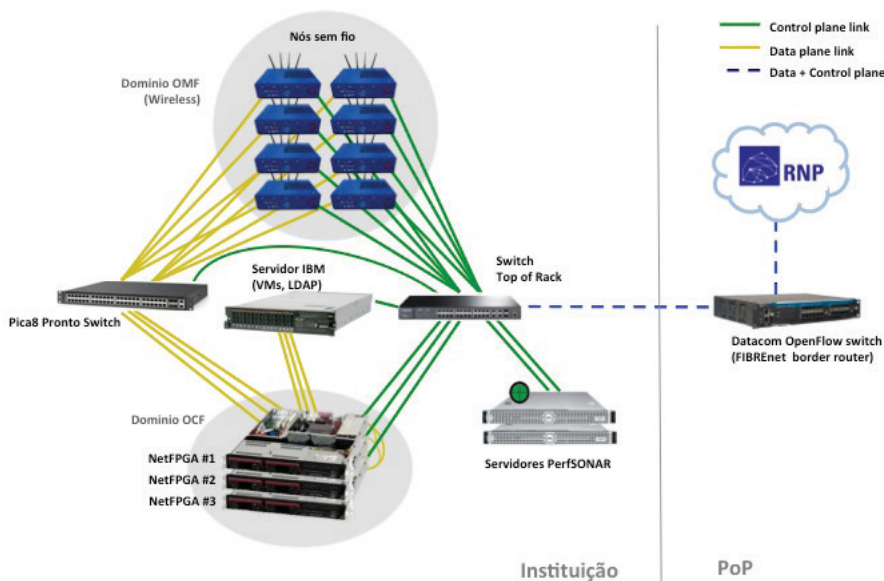 Nós sem fio
Dominio OMF
(Wireless)
Control plane link
Data plane link
Data + Control plane
RNP
Servidor IBM
(VMs, LDAP)
Switch
Top of Rack
Pica8 Pronto Switch
Datacom OpenFlow switch
(FIBREnet border router)
Dominio OCF
NetFPGA #1
NetFPGA #2
NetFPGA #3
Servidores PerfSONAR
Instituição
PoP